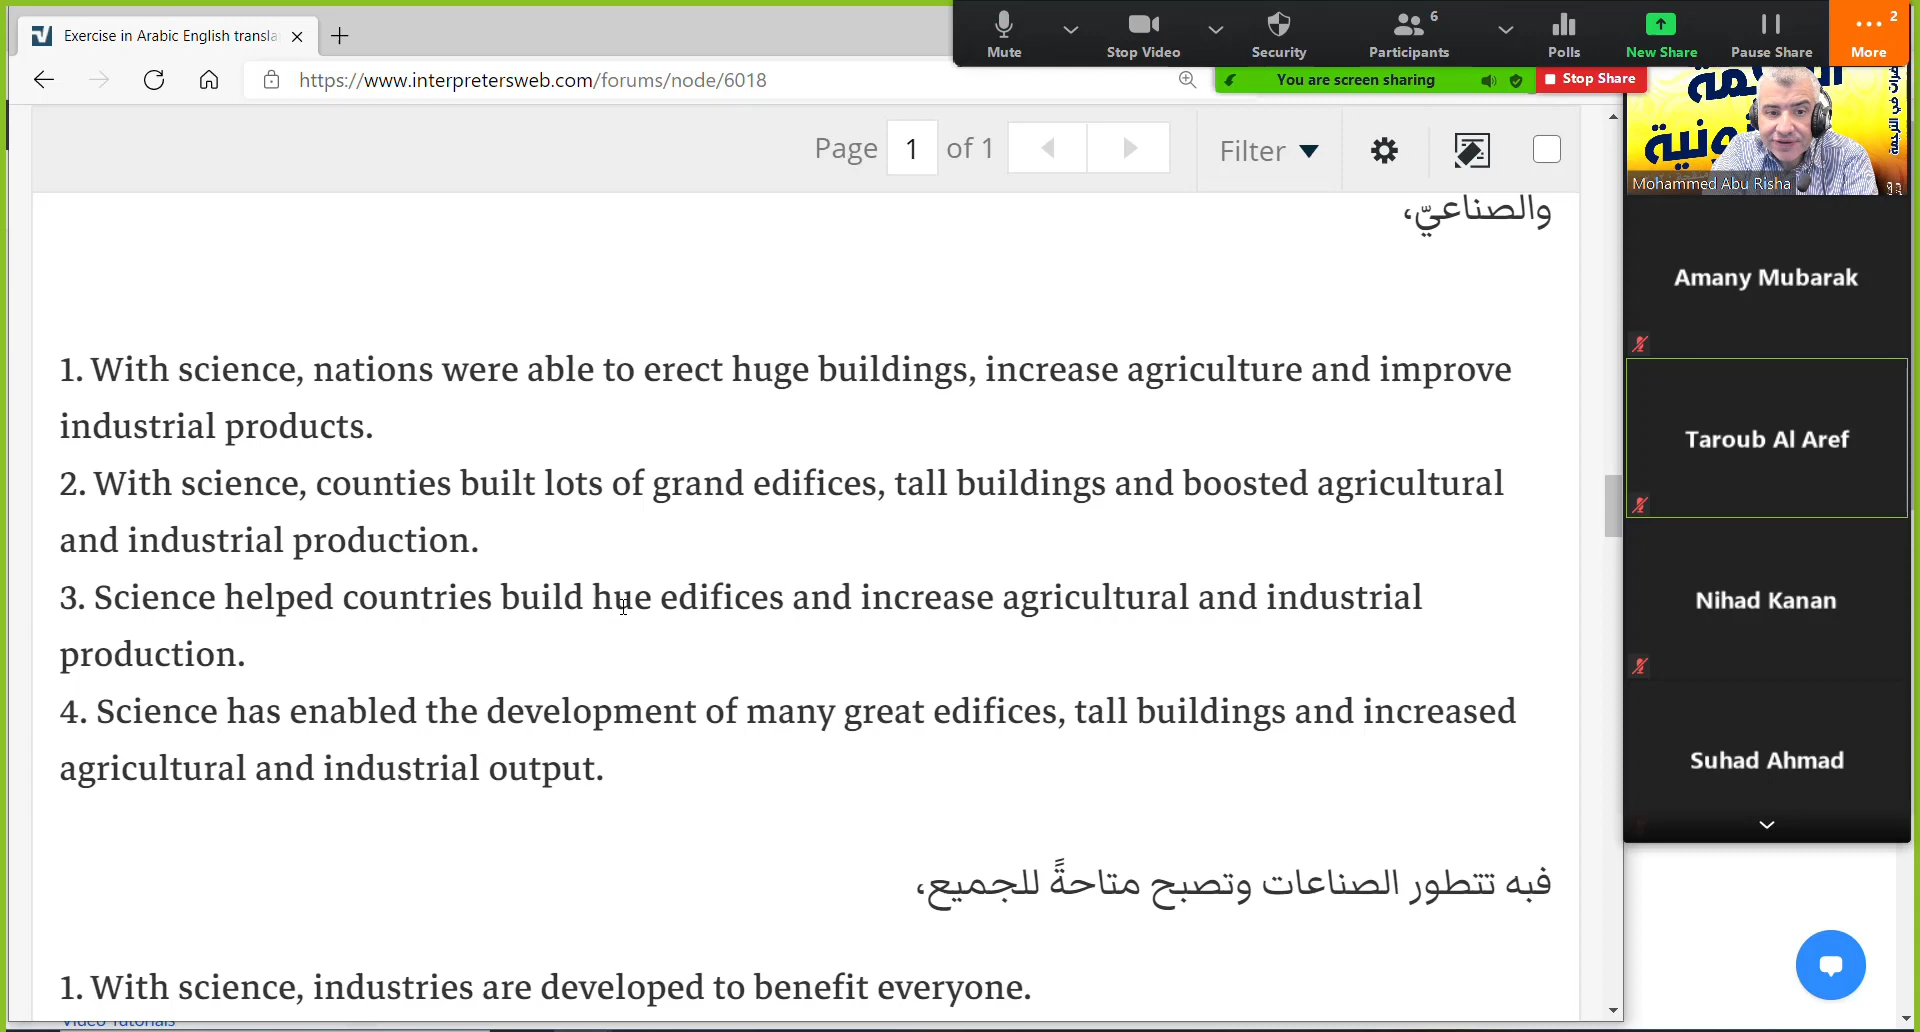 Exercise in Arabic English transla
Mute
Stop Video
Security
6
Participants
Polls
New Share
Pause Share
2
More
https://www.interpretersweb.com/forums/node/6018
You are screen sharing
Stop Share
Page 1 of 1
Filter
Mohammed Abu Risha
والصناعيّ،
1. With science, nations were able to erect huge buildings, increase agriculture and improve
industrial products.
2. With science, counties built lots of grand edifices, tall buildings and boosted agricultural
and industrial production.
3. Science helped countries build hue edifices and increase agricultural and industrial
production.
4. Science has enabled the development of many great edifices, tall buildings and increased
agricultural and industrial output.
فبه تتطور الصناعات وتصبح متاحةً للجميع،
1. With science, industries are developed to benefit everyone.
Video Tutorials
Amany Mubarak
Taroub Al Aref
Nihad Kanan
Suhad Ahmad